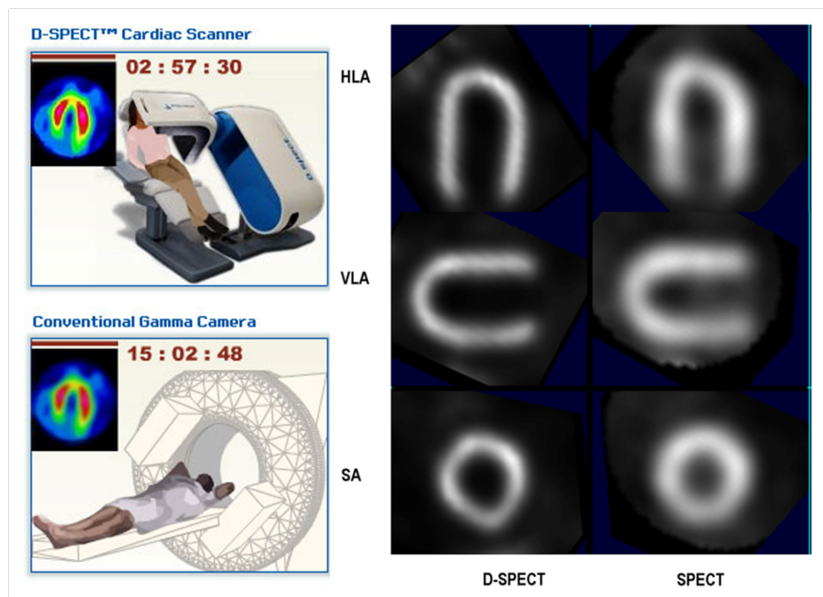 D-SPECT™ Cardiac Scanner
02 : 57 : 30
HLA
VLA
Conventional Gamma Camera
15 : 02 : 48
SA
D-SPECT
SPECT